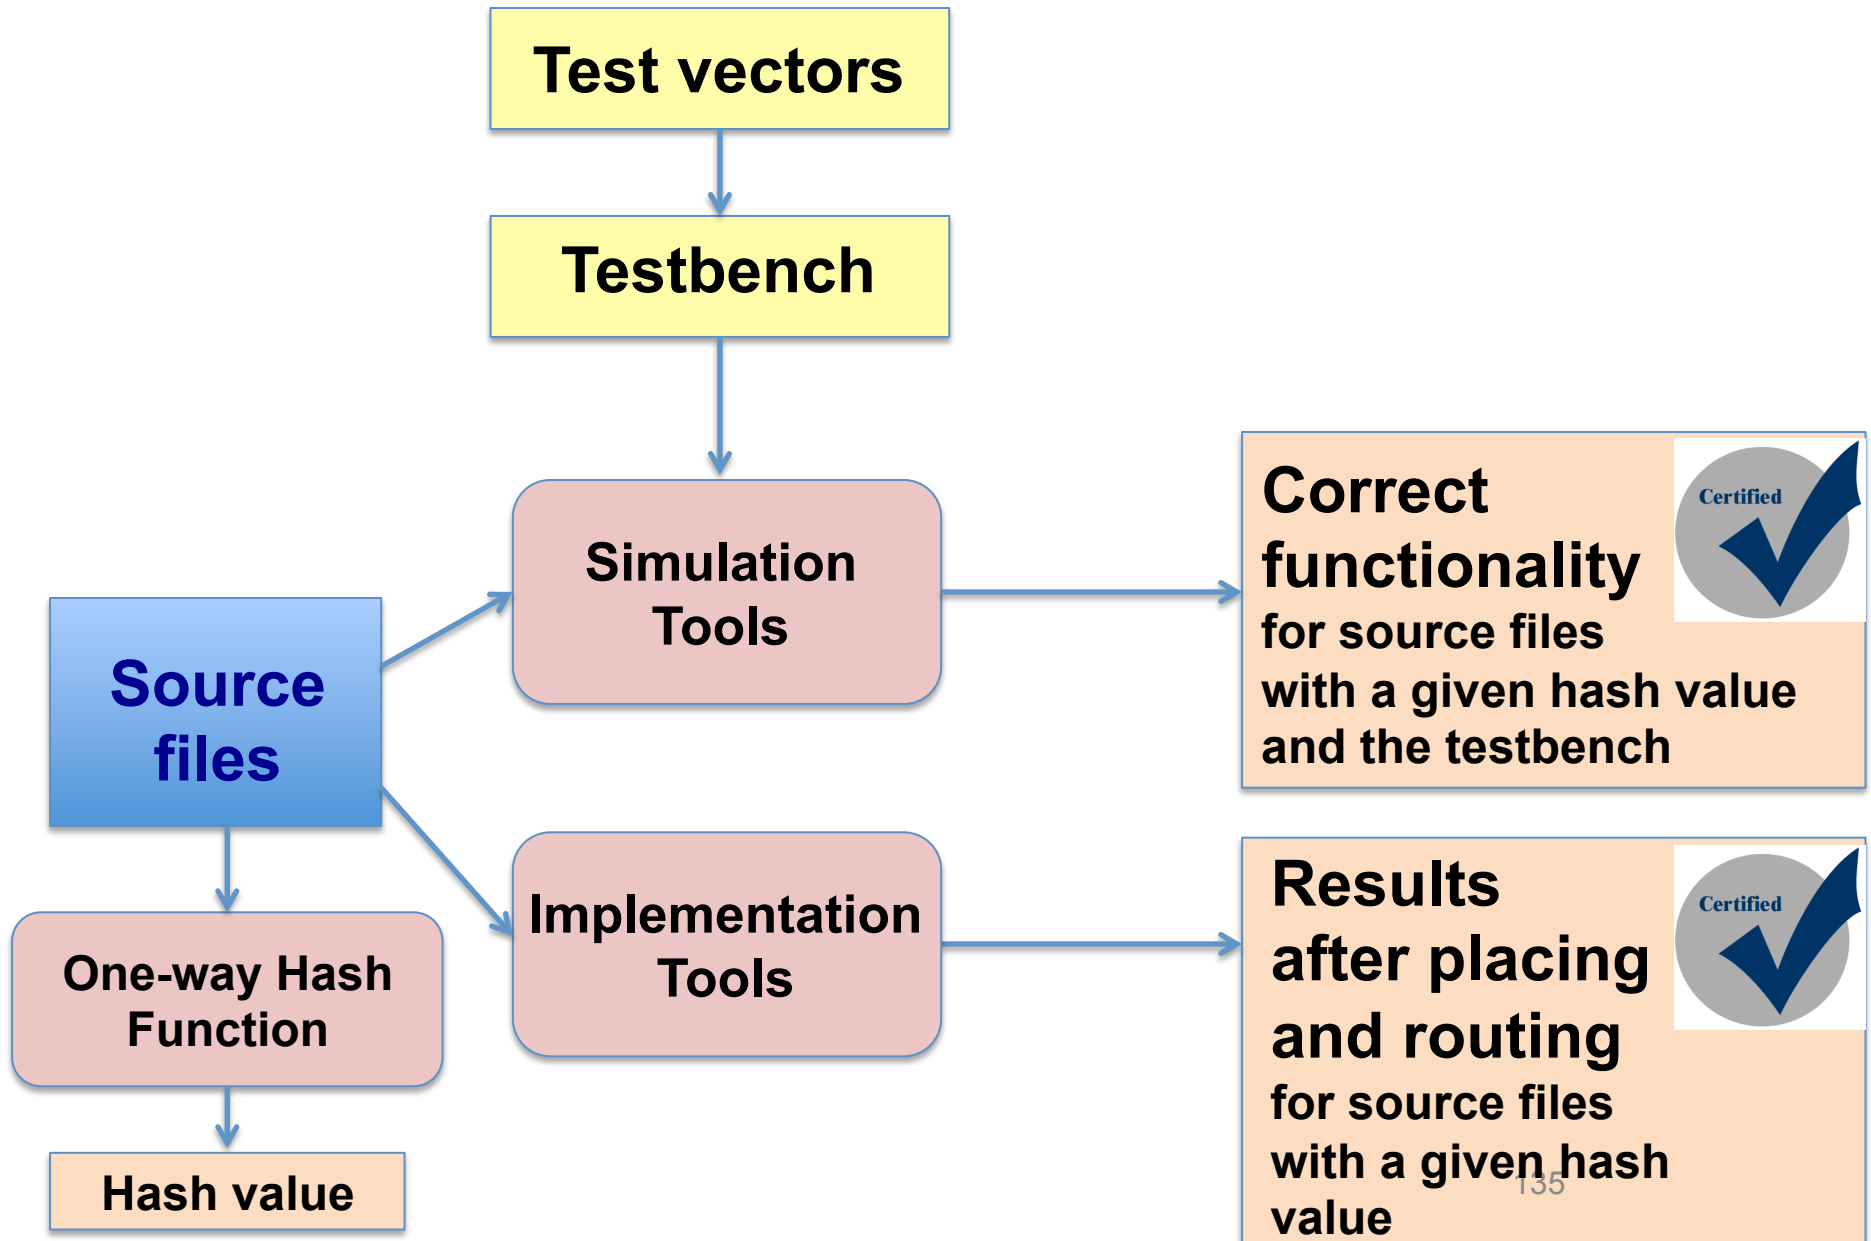 Test vectors
Testbench
Simulation
Tools
Correct
functionality
for source files
with a given hash value
and the testbench
Certified
Source
files
Implementation
Tools
Results
after placing
and routing
for source files
with a given hash
value
Certified
One-way Hash
Function
Hash value
135